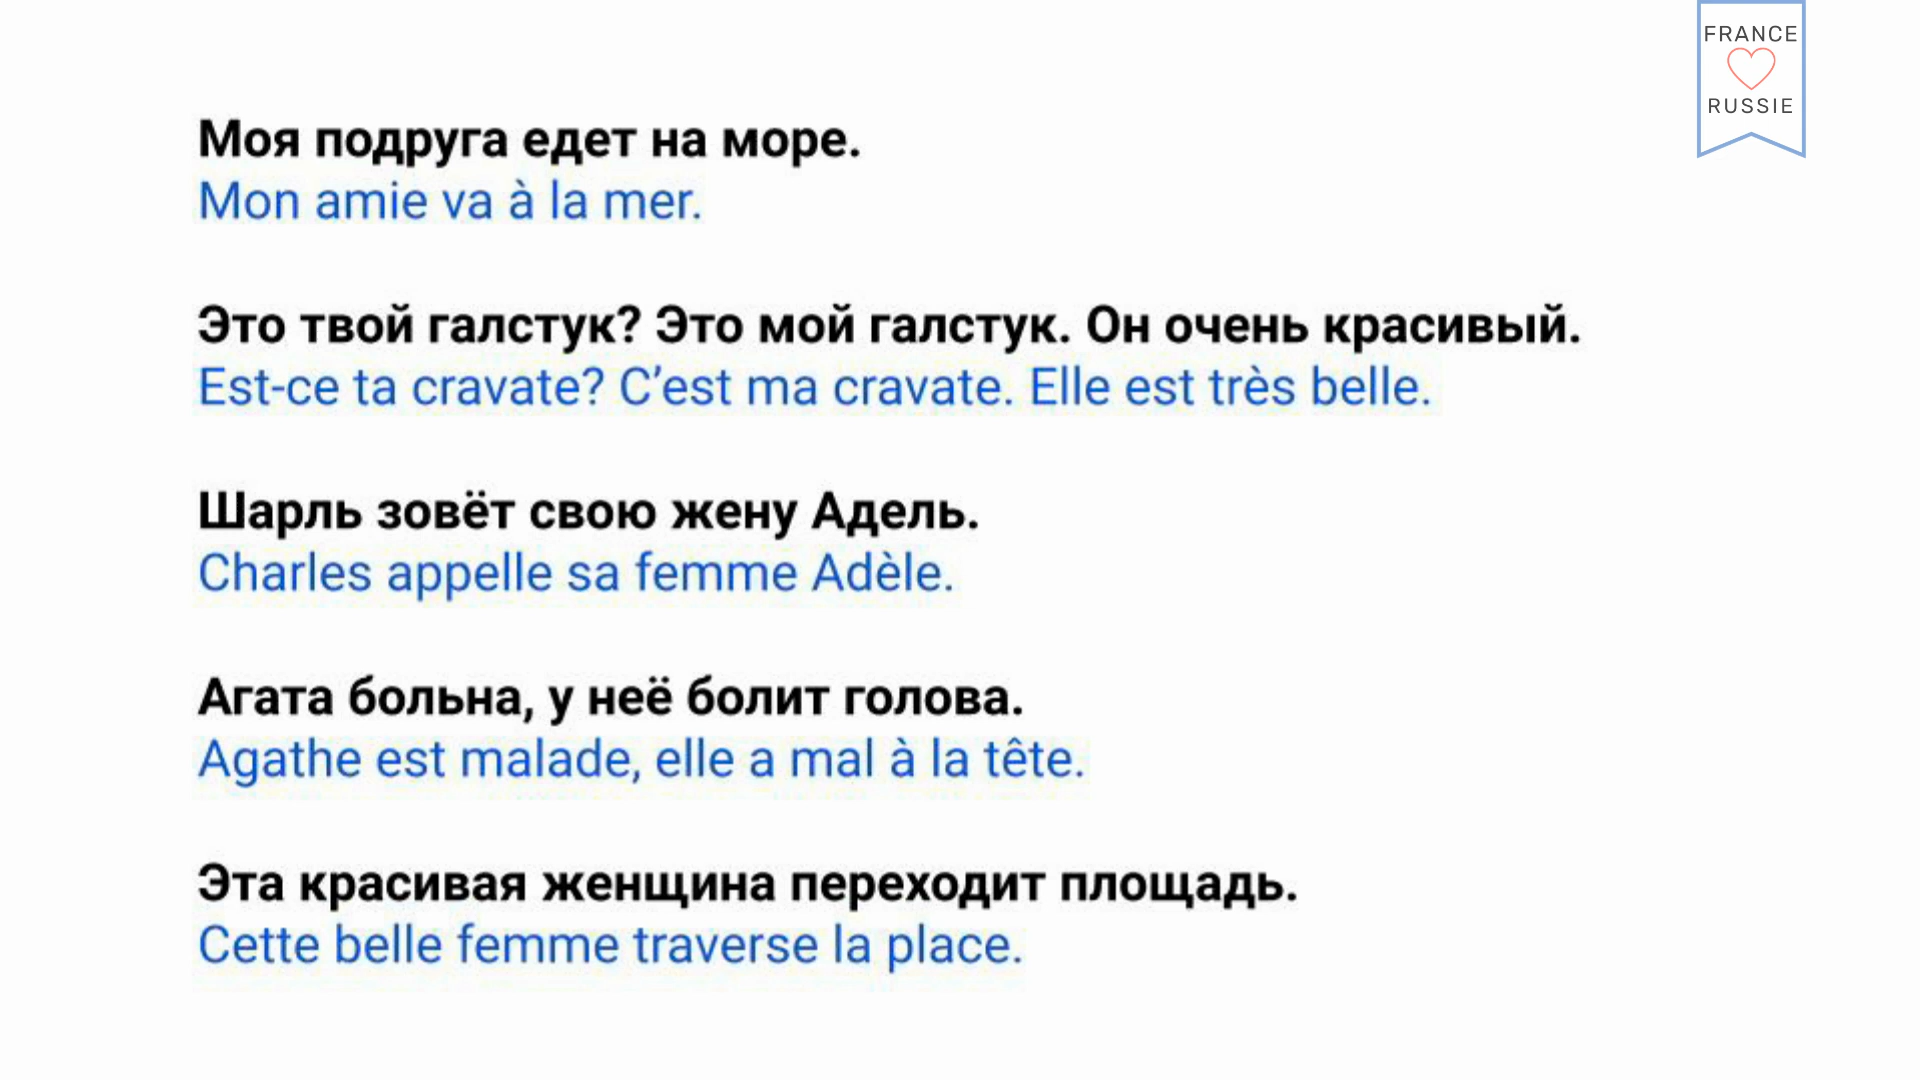 FRANCE
RUSSIE
Моя подруга едет на море.
Mon amie va à la mer.
Это твой галстук? Это мой галстук. Он очень красивый.
Est-ce ta cravate? C’est ma cravate. Elle est très belle.
Шарль зовёт свою жену Адель.
Charles appelle sa femme Adèle.
Агата больна, у неё болит голова.
Agathe est malade, elle a mal à la tête.
Эта красивая женщина переходит площадь.
Cette belle femme traverse la place.